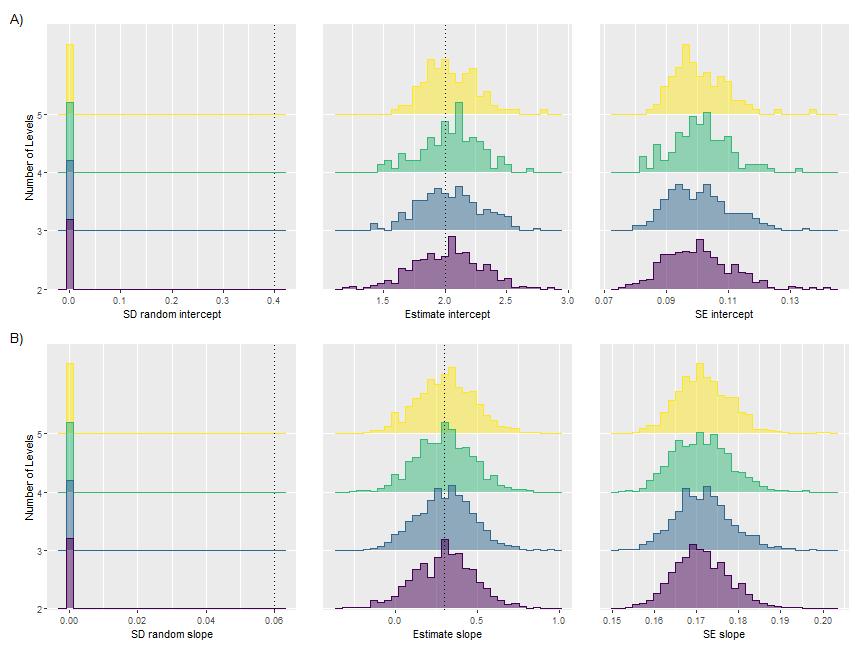 A)
Number of Levels
5
4
3
2
0.0 0.1 0.2 0.3 0.4
SD random intercept
1.5 2.0 2.5 3.0
Estimate intercept
0.07 0.09 0.11 0.13
SE intercept
B)
Number of Levels
5
4
3
2
0.00 0.02 0.04 0.06
SD random slope
0.0 0.5 1.0
Estimate slope
0.15 0.16 0.17 0.18 0.19 0.20
SE slope